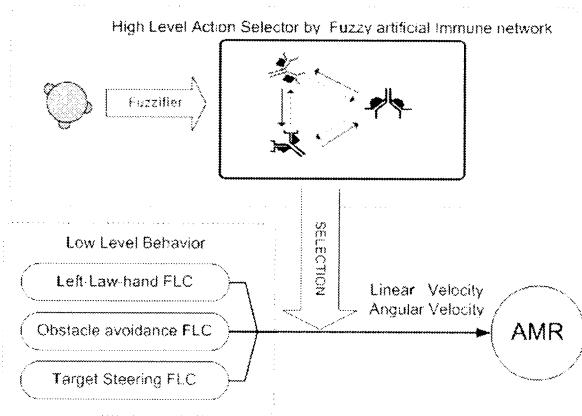 High Level Action Selector by Fuzzy artificial Immune network
Fuzzifier
SELECTION
Low Level Behavior
Left-Law-hand FLC
Obstacle avoidance FLC
Target Steering FLC
Linear Velocity
Angular Velocity
AMR